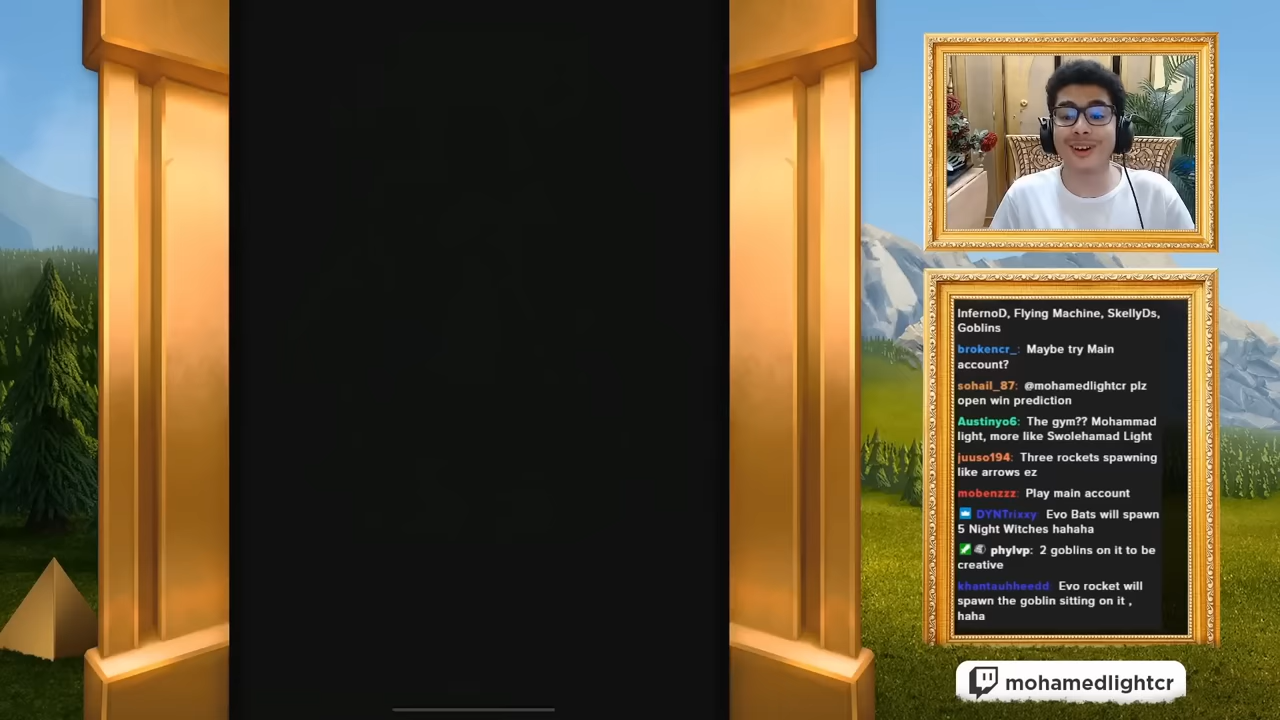 InfernoD, Flying Machine, SkellyDs,
Goblins
brokencr_: Maybe try Main
account?
sohail_87: @mohamedlightcr plz
open win prediction
Austinyo6: The gym?? Mohammad
light, more like Swolehamad Light
juuso194: Three rockets spawning
like arrows ez
mobenzzz: Play main account
DYNTrixxy: Evo Bats will spawn
5 Night Witches hahaha
phylvp: 2 goblins on it to be
creative
khantauhheedd: Evo rocket will
spawn the goblin sitting on it ,
haha
mohamedlightcr